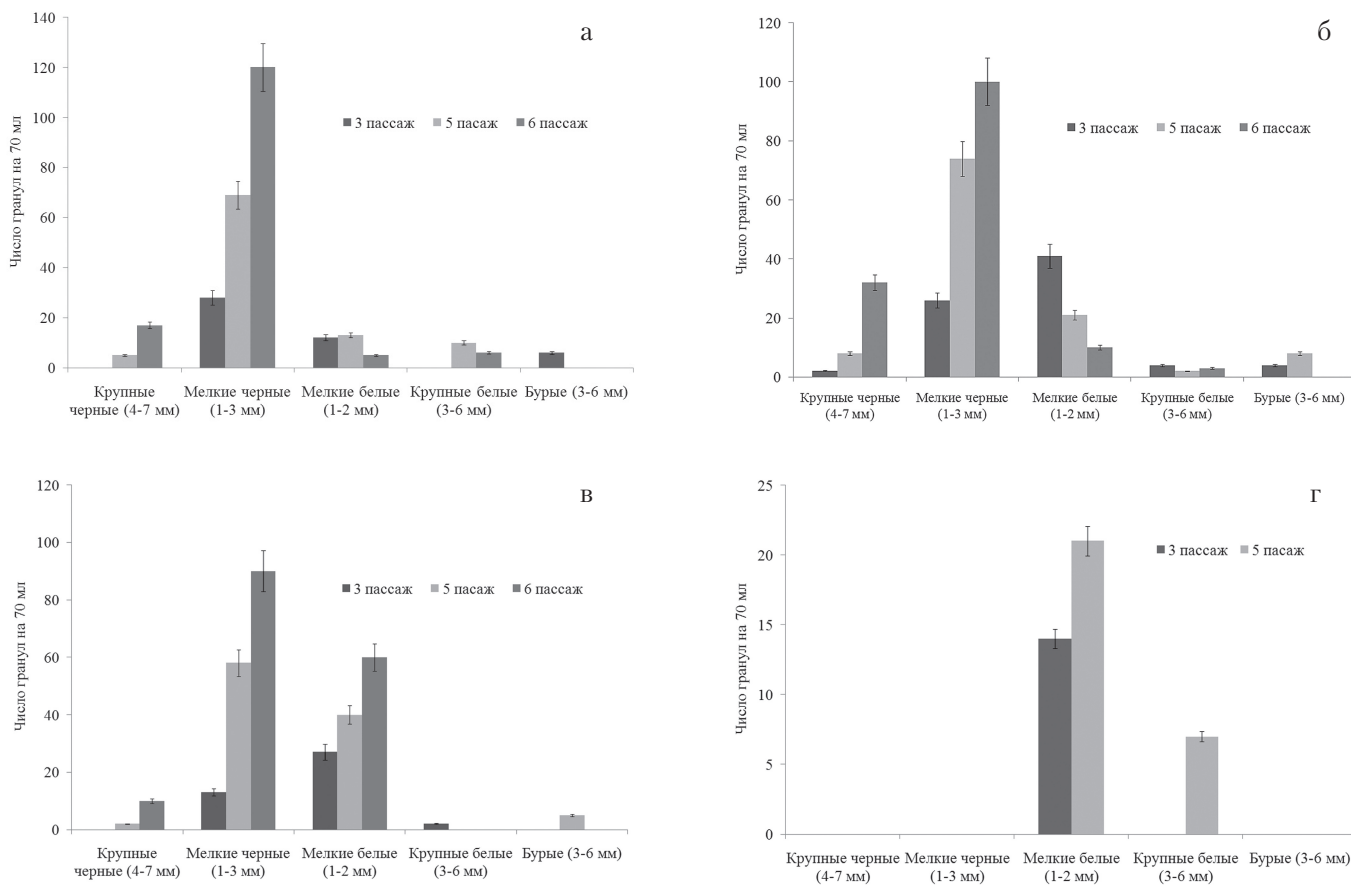 а
Число гранул на 70 мл
140
120
100
80
60
40
20
0
3 пассаж 5 пасаж 6 пассаж
Крупные черные (4-7 мм)
Мелкие черные (1-3 мм)
Мелкие белые (1-2 мм)
Крупные белые (3-6 мм)
Бурые (3-6 мм)
б
Число гранул на 70 мл
120
100
80
60
40
20
0
3 пассаж 5 пасаж 6 пассаж
Крупные черные (4-7 мм)
Мелкие черные (1-3 мм)
Мелкие белые (1-2 мм)
Крупные белые (3-6 мм)
Бурые (3-6 мм)
в
Число гранул на 70 мл
120
100
80
60
40
20
0
3 пассаж 5 пасаж 6 пассаж
Крупные черные (4-7 мм)
Мелкие черные (1-3 мм)
Мелкие белые (1-2 мм)
Крупные белые (3-6 мм)
Бурые (3-6 мм)
г
Число гранул на 70 мл
25
20
15
10
5
0
3 пассаж 5 пасаж
Крупные черные (4-7 мм)
Мелкие черные (1-3 мм)
Мелкие белые (1-2 мм)
Крупные белые (3-6 мм)
Бурые (3-6 мм)